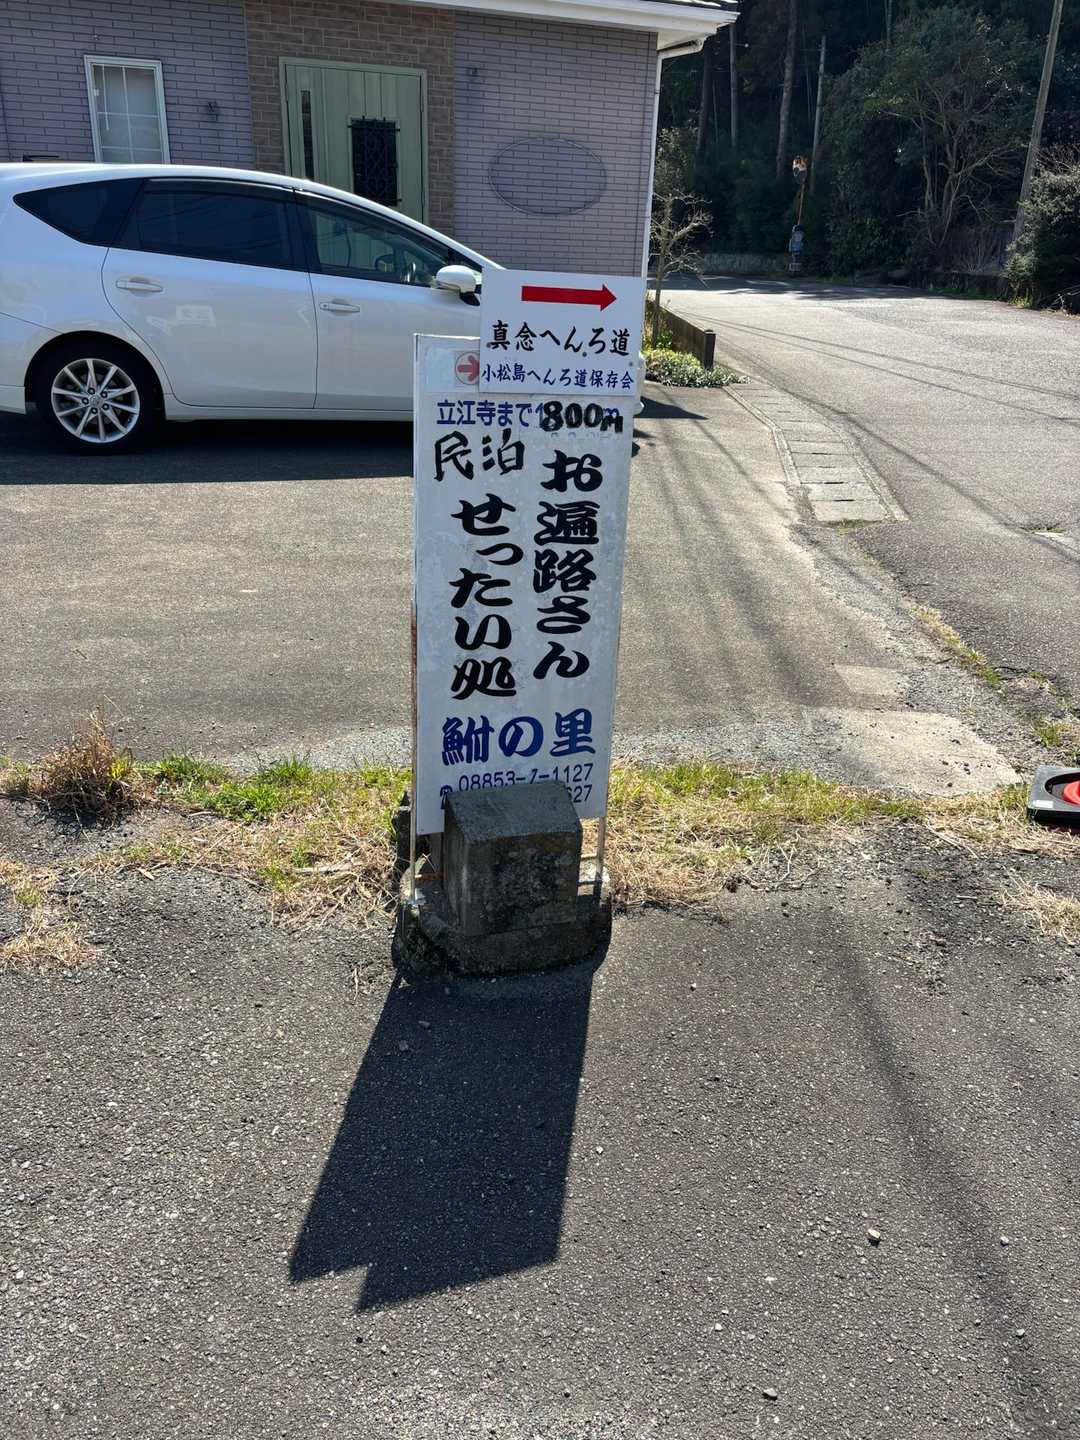 真念へんろ道
小松島へんろ道保存会
立江寺まで
800m
お遍路さん
民泊
せったい処
鮒の里
☎08853-7-1127
627